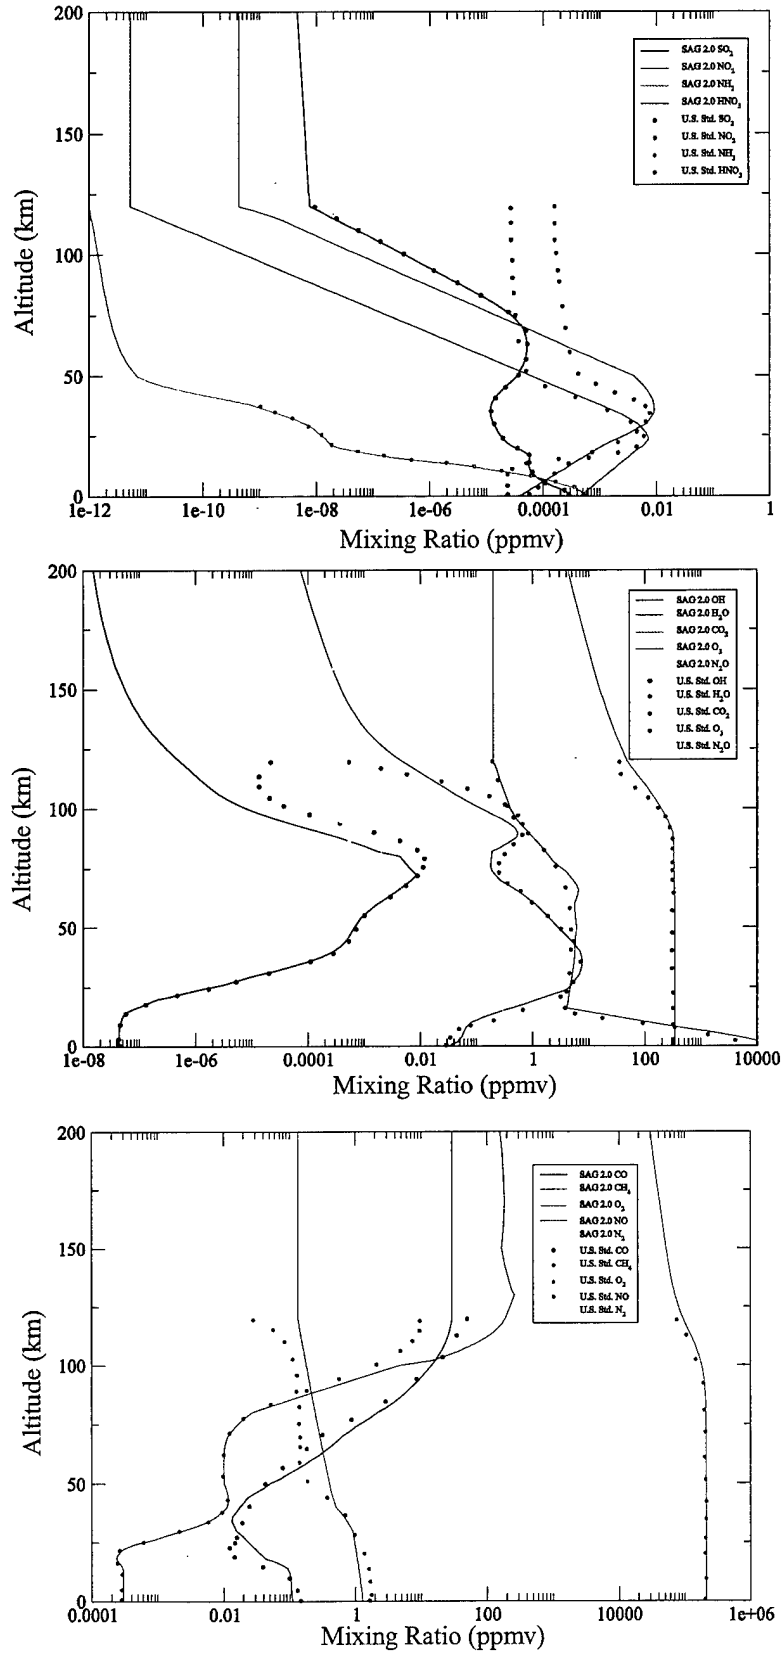 200
150
100
50
0
Altitude (km)
SAG 2.0 SO2
SAG 2.0 NO2
SAG 2.0 NH3
SAG 2.0 HNO3
U.S. Std. SO2
U.S. Std. NO2
U.S. Std. NH3
U.S. Std. HNO3
1e-12 1e-10 1e-08 1e-06 0.0001 0.01 1
Mixing Ratio (ppmv)
200
150
100
50
0
Altitude (km)
SAG 2.0 OH
SAG 2.0 H2O
SAG 2.0 CO2
SAG 2.0 O3
SAG 2.0 N2O
U.S. Std. OH
U.S. Std. H2O
U.S. Std. CO2
U.S. Std. O3
U.S. Std. N2O
1e-08 1e-06 0.0001 0.01 1 100 10000
Mixing Ratio (ppmv)
200
150
100
50
0
Altitude (km)
SAG 2.0 CO
SAG 2.0 CH4
SAG 2.0 O2
SAG 2.0 NO
SAG 2.0 N2
U.S. Std. CO
U.S. Std. CH4
U.S. Std. O2
U.S. Std. NO
U.S. Std. N2
0.0001 0.01 1 100 10000 1e+06
Mixing Ratio (ppmv)